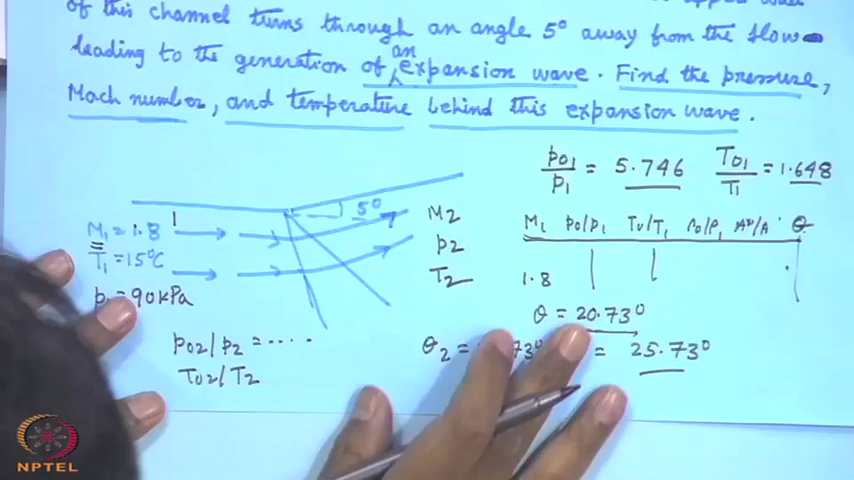 of this channel turns through an angle 5° away from the flow
leading to the generation of an expansion wave. Find the pressure,
Mach number, and temperature behind this expansion wave.
p01/p1 = 5.746 T01/T1 = 1.648
5°
M2
M1 p0/p1 T0/T1 ρ0/ρ1 A*/A θ
M1 = 1.8 1
p2
T1 = 15°C
T2
1.8
= 90 kPa
θ = 20.73°
p02/p2 = ....
θ2 = = 25.73°
T02/T2
NPTEL